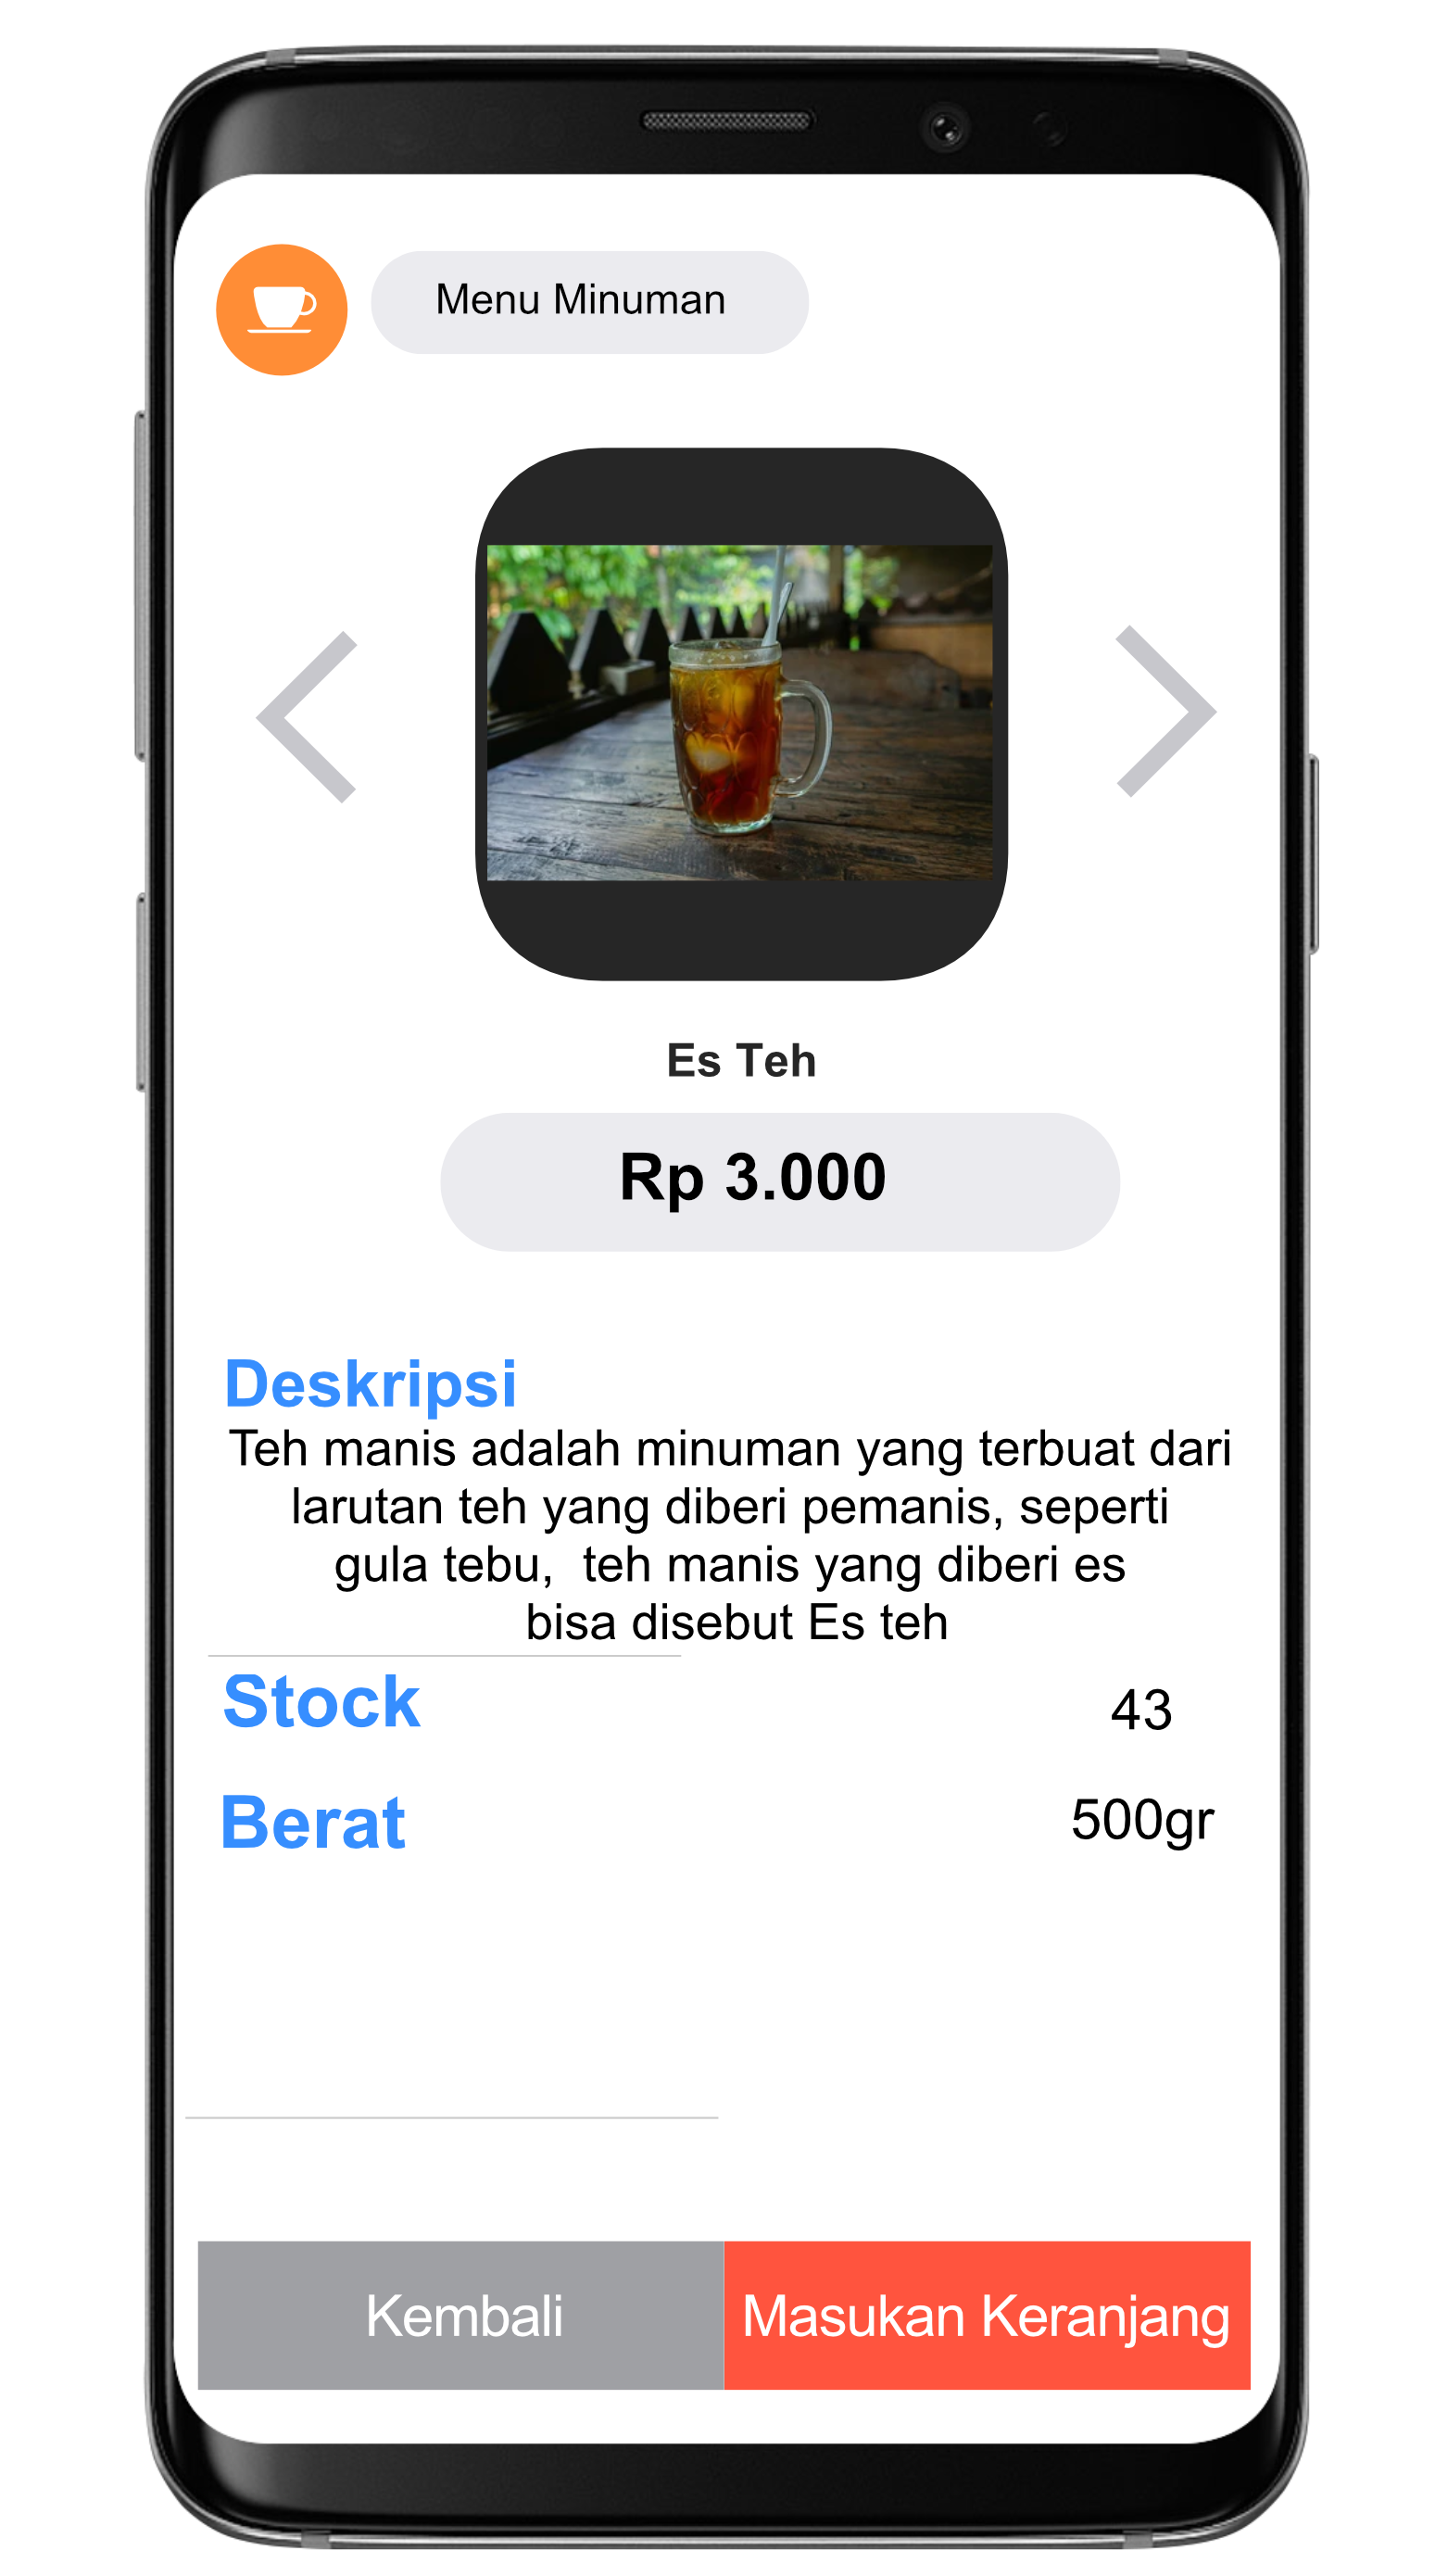 Menu Minuman
Es Teh
Rp 3.000
Deskripsi
Teh manis adalah minuman yang terbuat dari
larutan teh yang diberi pemanis, seperti
gula tebu,  teh manis yang diberi es
bisa disebut Es teh
Stock 43
Berat 500gr
Kembali Masukan Keranjang